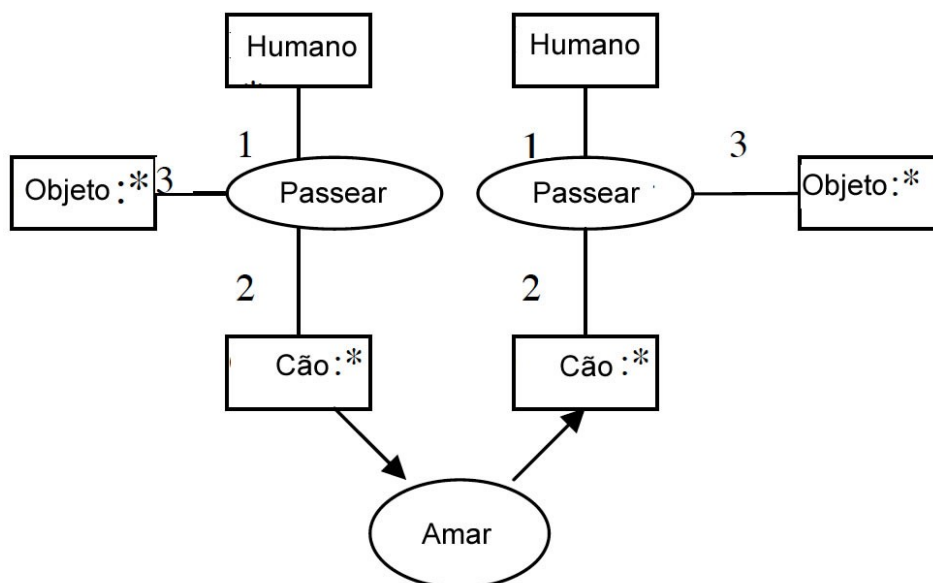 Humano
Humano
1
1
3
Objeto:*
3
Passear
Passear
Objeto:*
2
2
Cão:*
Cão:*
Amar